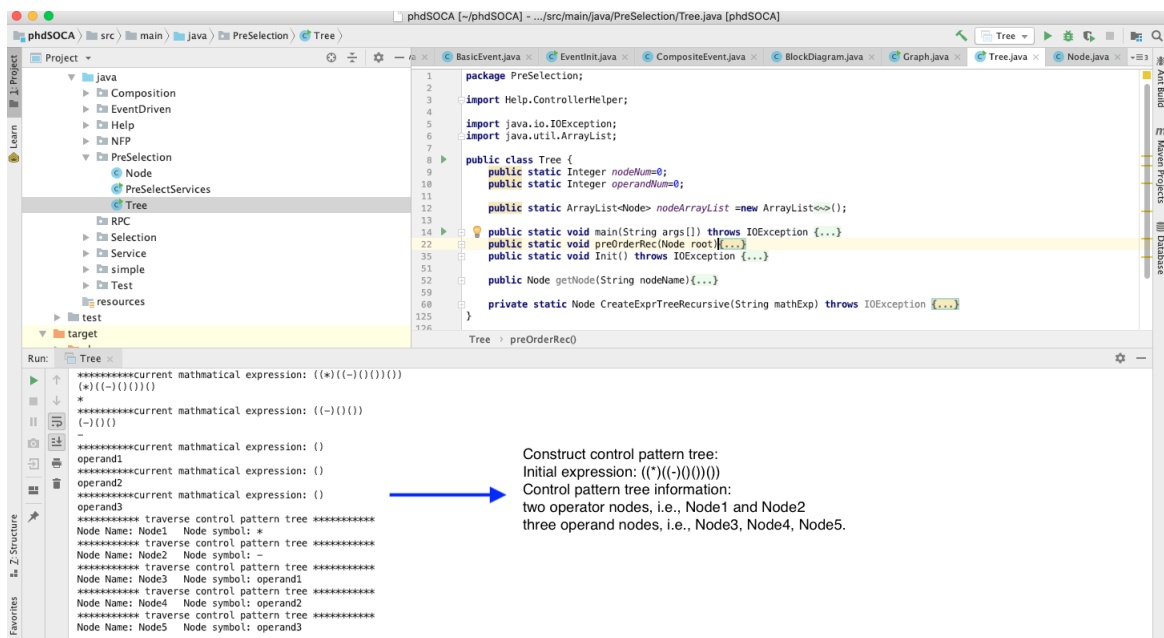 phdSOCA [~/phdSOCA] - .../src/main/java/PreSelection/Tree.java [phdSOCA]
phdSOCA src main java PreSelection Tree
Tree
1: Project
Learn
Z: Structure
Favorites
Project
java
Composition
EventDriven
Help
NFP
PreSelection
Node
PreSelectServices
Tree
RPC
Selection
Service
simple
Test
resources
test
target
BasicEvent.java EventInit.java CompositeEvent.java BlockDiagram.java Graph.java Tree.java Node.java
1 package PreSelection;
2
3 import Help.ControllerHelper;
4
5 import java.io.IOException;
6 import java.util.ArrayList;
7
8 public class Tree {
9 public static Integer nodeNum=0;
10 public static Integer operandNum=0;
11
12 public static ArrayList<Node> nodeArrayList =new ArrayList<~>();
13
14 public static void main(String args[]) throws IOException {...}
22 public static void preOrderRec(Node root){...}
35 public static void Init() throws IOException {...}
51
52 public Node getNode(String nodeName){...}
59
60 private static Node CreateExprTreeRecursive(String mathExp) throws IOException {...}
125 }
126
Tree › preOrderRec()
Ant Build
Maven Projects
Database
Run: Tree
**********current mathmatical expression: ((*)((-)()())())
(*)((-)()())()
*
**********current mathmatical expression: ((-)()())
(-)()()
-
**********current mathmatical expression: ()
operand1
**********current mathmatical expression: ()
operand2
**********current mathmatical expression: ()
operand3
*********** traverse control pattern tree ***********
Node Name: Node1 Node symbol: *
*********** traverse control pattern tree ***********
Node Name: Node2 Node symbol: -
*********** traverse control pattern tree ***********
Node Name: Node3 Node symbol: operand1
*********** traverse control pattern tree ***********
Node Name: Node4 Node symbol: operand2
*********** traverse control pattern tree ***********
Node Name: Node5 Node symbol: operand3
Construct control pattern tree:
Initial expression: ((*)((-)()())())
Control pattern tree information:
two operator nodes, i.e., Node1 and Node2
three operand nodes, i.e., Node3, Node4, Node5.